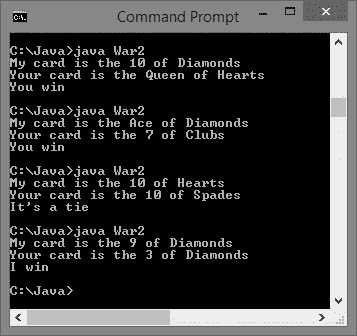 Command Prompt
C:\Java>java War2
My card is the 10 of Diamonds
Your card is the Queen of Hearts
You win
C:\Java>java War2
My card is the Ace of Diamonds
Your card is the 7 of Clubs
You win
C:\Java>java War2
My card is the 10 of Hearts
Your card is the 10 of Spades
It's a tie
C:\Java>java War2
My card is the 9 of Diamonds
Your card is the 3 of Diamonds
I win
C:\Java>